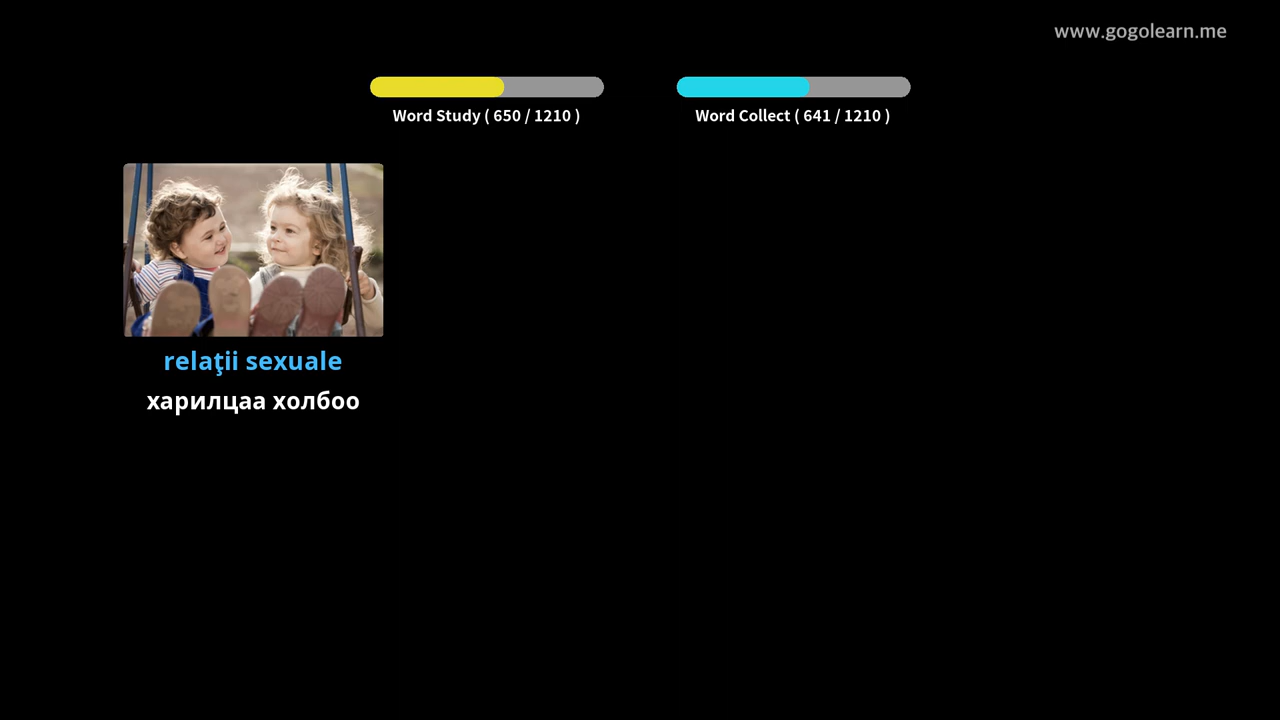 www.gogolearn.me
Word Study ( 650 / 1210 )
Word Collect ( 641 / 1210 )
relaţii sexuale
харилцаа холбоо